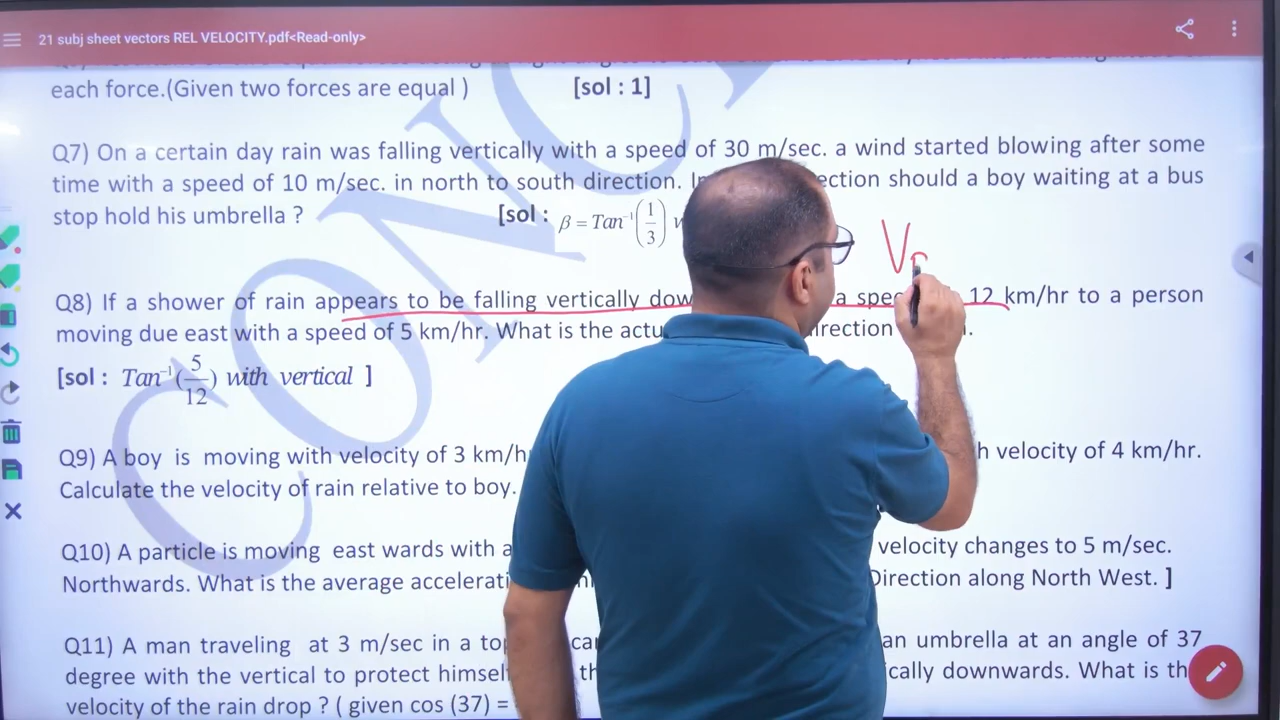 21 subj sheet vectors REL VELOCITY.pdf<Read-only>
each force.(Given two forces are equal ) [sol : 1]
Q7) On a certain day rain was falling vertically with a speed of 30 m/sec. a wind started blowing after some
time with a speed of 10 m/sec. in north to south direction. ection should a boy waiting at a bus
stop hold his umbrella ? [sol : β = Tan⁻¹(1/3)
Vr
Q8) If a shower of rain appears to be falling vertically dow a spe 12 km/hr to a person
moving due east with a speed of 5 km/hr. What is the actu irection
[sol : Tan⁻¹(5/12) with vertical ]
Q9) A boy is moving with velocity of 3 km/h h velocity of 4 km/hr.
Calculate the velocity of rain relative to boy.
Q10) A particle is moving east wards with a velocity changes to 5 m/sec.
Northwards. What is the average accelerati Direction along North West. ]
Q11) A man traveling at 3 m/sec in a to ca an umbrella at an angle of 37
degree with the vertical to protect himsel th ically downwards. What is th
velocity of the rain drop ? ( given cos (37) =
CONC